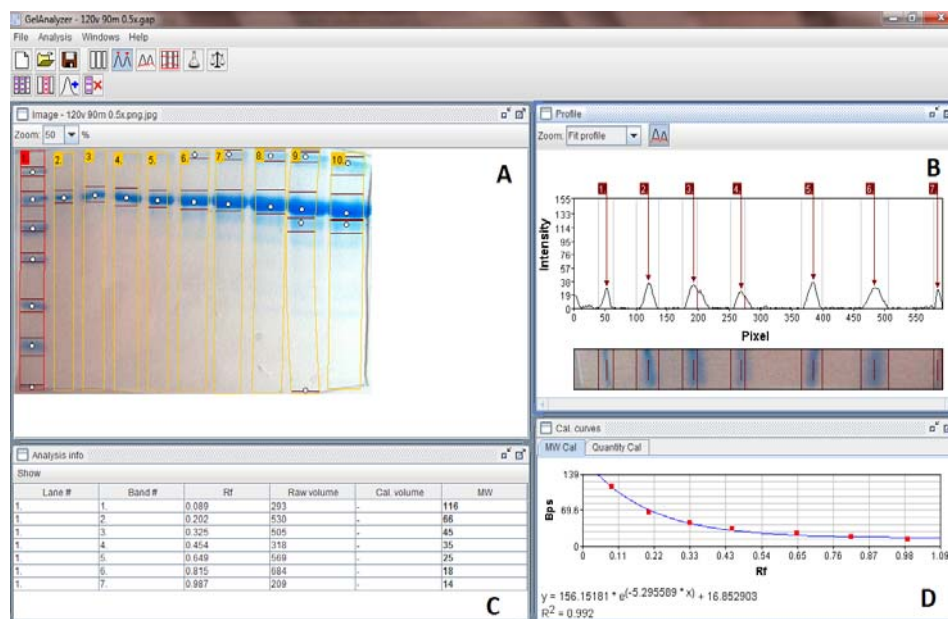 GelAnalyzer - 120v 90m 0.5x.gap
File Analysis Windows Help
Image - 120v 90m 0.5x.png.jpg
Zoom: 50 %
1. 2. 3. 4. 5. 6. 7. 8. 9. 10.
A
Profile
Zoom: Fit profile
B
1 2 3 4 5 6 7
155
134
115
96
76
57
39
19
0
Intensity
0 50 100 150 200 250 300 350 400 450 500 550
Pixel
Analysis info
Show
Lane # Band # Rf Raw volume Cal. volume MW
1. 1. 0.089 293 - 116
1. 2. 0.202 530 - 66
1. 3. 0.325 505 - 45
1. 4. 0.454 318 - 35
1. 5. 0.649 569 - 25
1. 6. 0.815 684 - 18
1. 7. 0.987 209 - 14
C
Cal. curves
MW Cal Quantity Cal
139
69.6
0
Bps
0.11 0.22 0.33 0.44 0.54 0.65 0.76 0.87 0.98 1.09
Rf
y = 156.15181 * e(-5.295589 * x) + 16.852903
R2 = 0.992
D